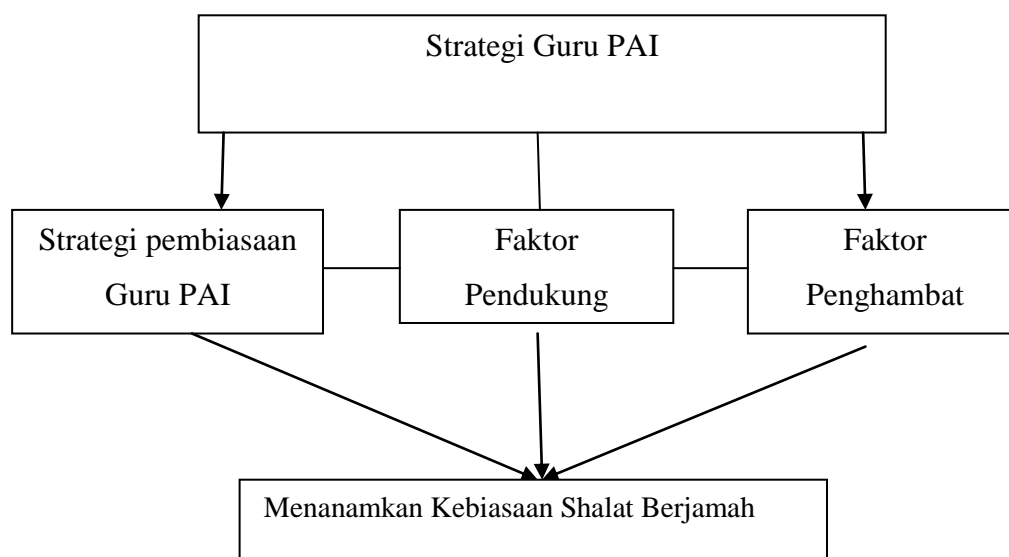 Strategi Guru PAI
Strategi pembiasaan
Guru PAI
Faktor
Pendukung
Faktor
Penghambat
Menanamkan Kebiasaan Shalat Berjamah